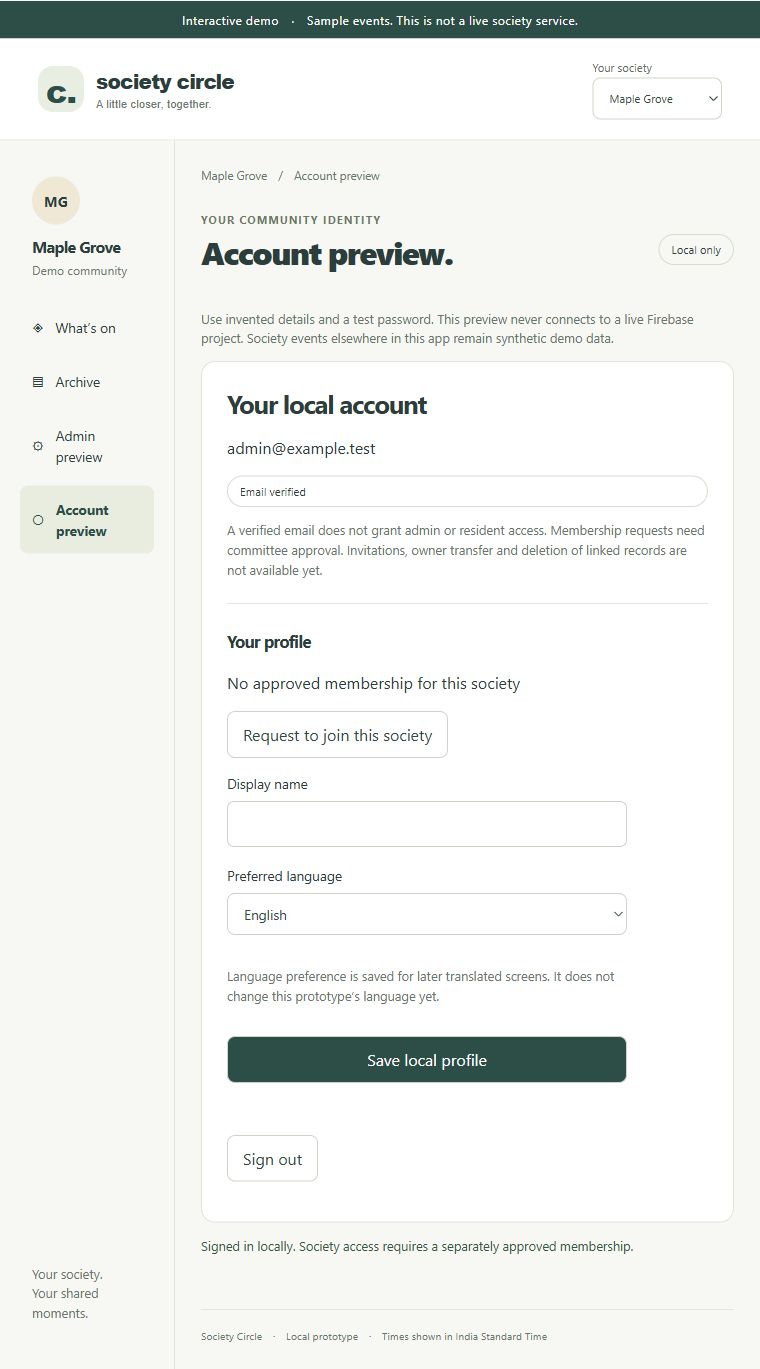 Interactive demo · Sample events. This is not a live society service.
c.
society circle
A little closer, together.
Your society
Maple Grove
MG
Maple Grove
Demo community
What's on
Archive
Admin
preview
Account
preview
Your society.
Your shared
moments.
Maple Grove / Account preview
YOUR COMMUNITY IDENTITY
Account preview.
Local only
Use invented details and a test password. This preview never connects to a live Firebase
project. Society events elsewhere in this app remain synthetic demo data.
Your local account
admin@example.test
Email verified
A verified email does not grant admin or resident access. Membership requests need
committee approval. Invitations, owner transfer and deletion of linked records are
not available yet.
Your profile
No approved membership for this society
Request to join this society
Display name
Preferred language
English
Language preference is saved for later translated screens. It does not
change this prototype's language yet.
Save local profile
Sign out
Signed in locally. Society access requires a separately approved membership.
Society Circle · Local prototype · Times shown in India Standard Time